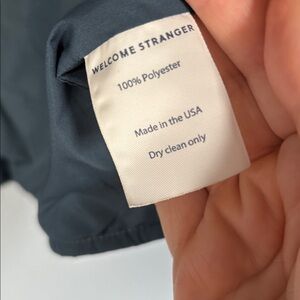 WELCOME STRANGER
100% Polyester
Made in the USA
Dry clean only